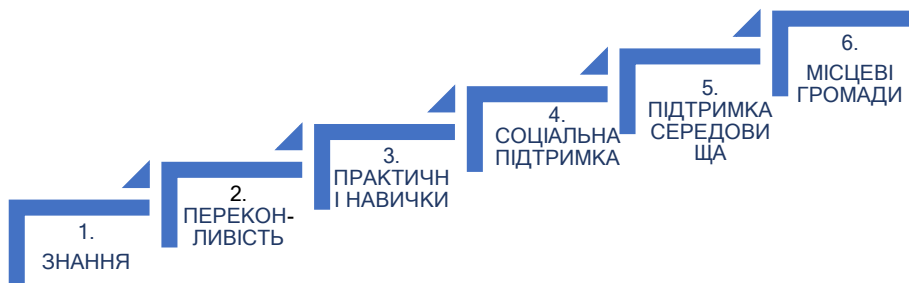 1.
ЗНАННЯ
2.
ПЕРЕКОН-
ЛИВІСТЬ
3.
ПРАКТИЧН
І НАВИЧКИ
4.
СОЦІАЛЬНА
ПІДТРИМКА
5.
ПІДТРИМКА
СЕРЕДОВИ
ЩА
6.
МІСЦЕВІ
ГРОМАДИ